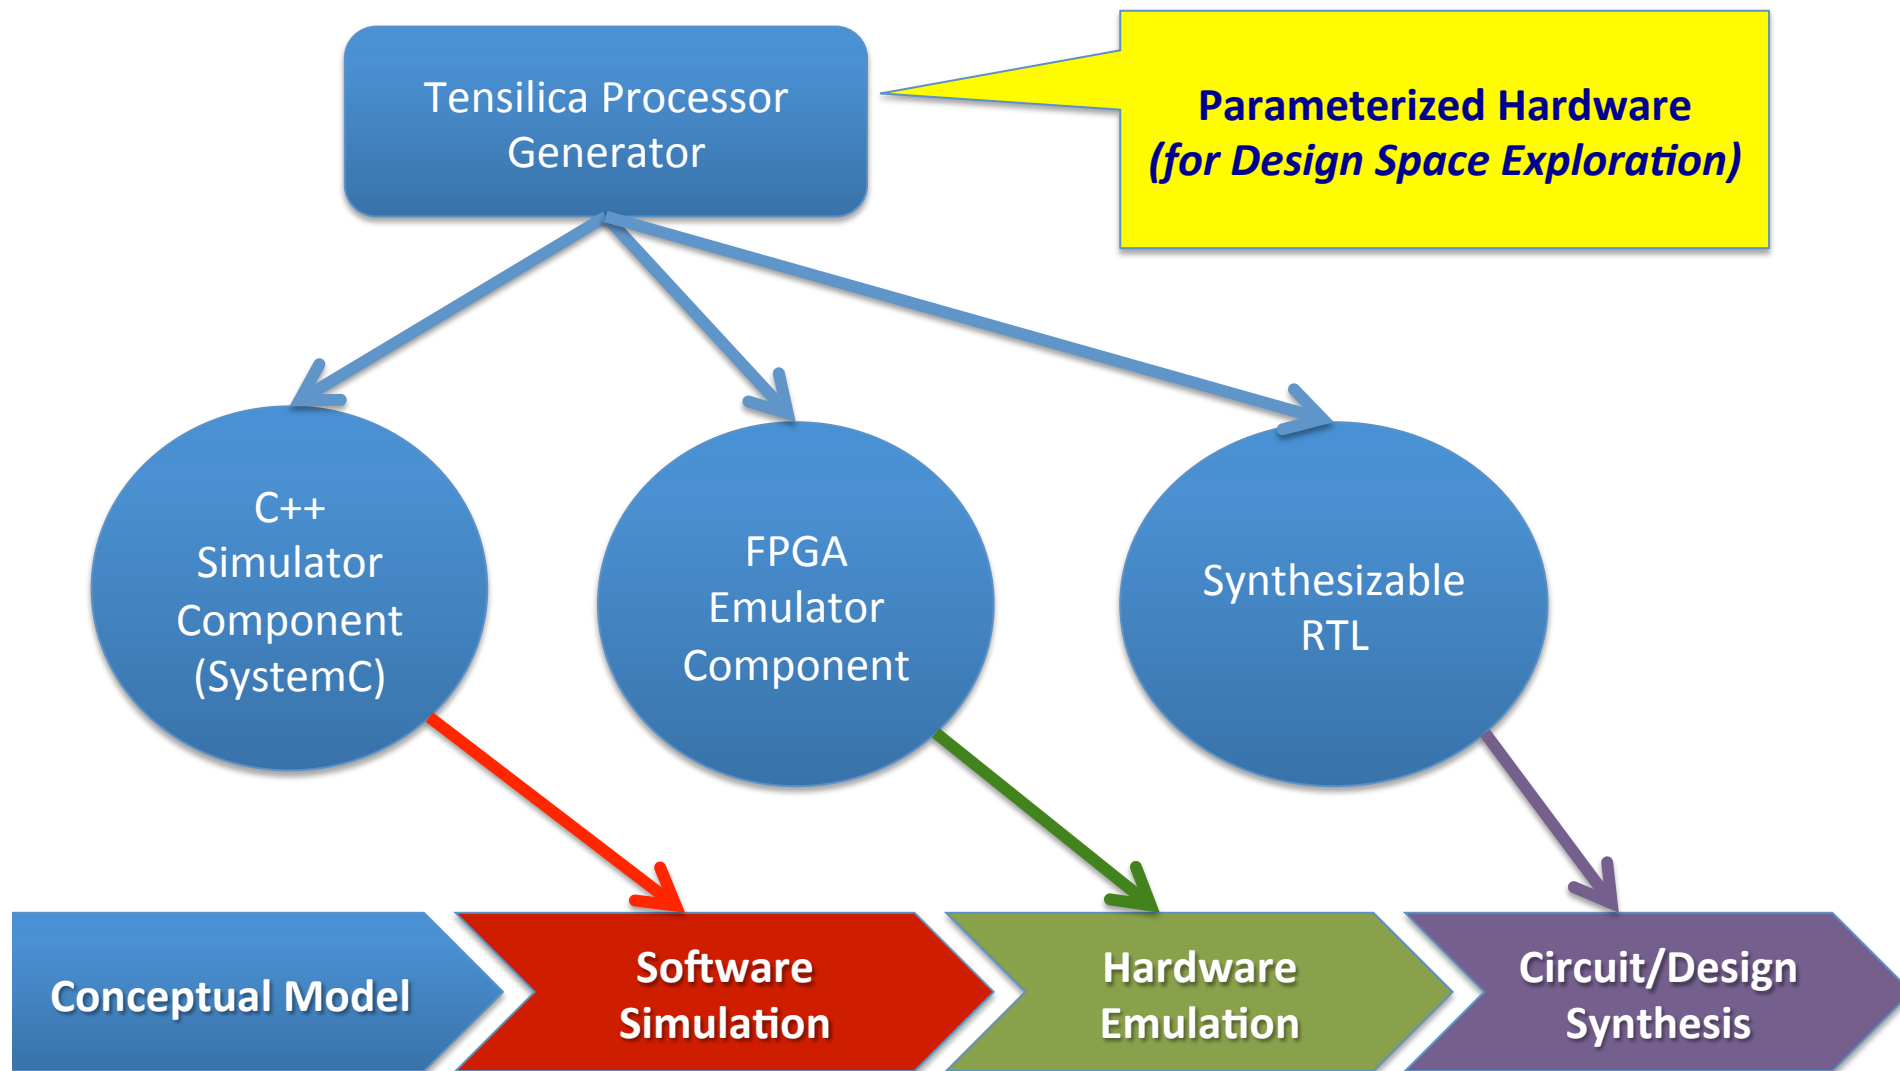 Tensilica Processor
Generator
Parameterized Hardware
(for Design Space Exploration)
C++
Simulator
Component
(SystemC)
FPGA
Emulator
Component
Synthesizable
RTL
Conceptual Model
Software
Simulation
Hardware
Emulation
Circuit/Design
Synthesis